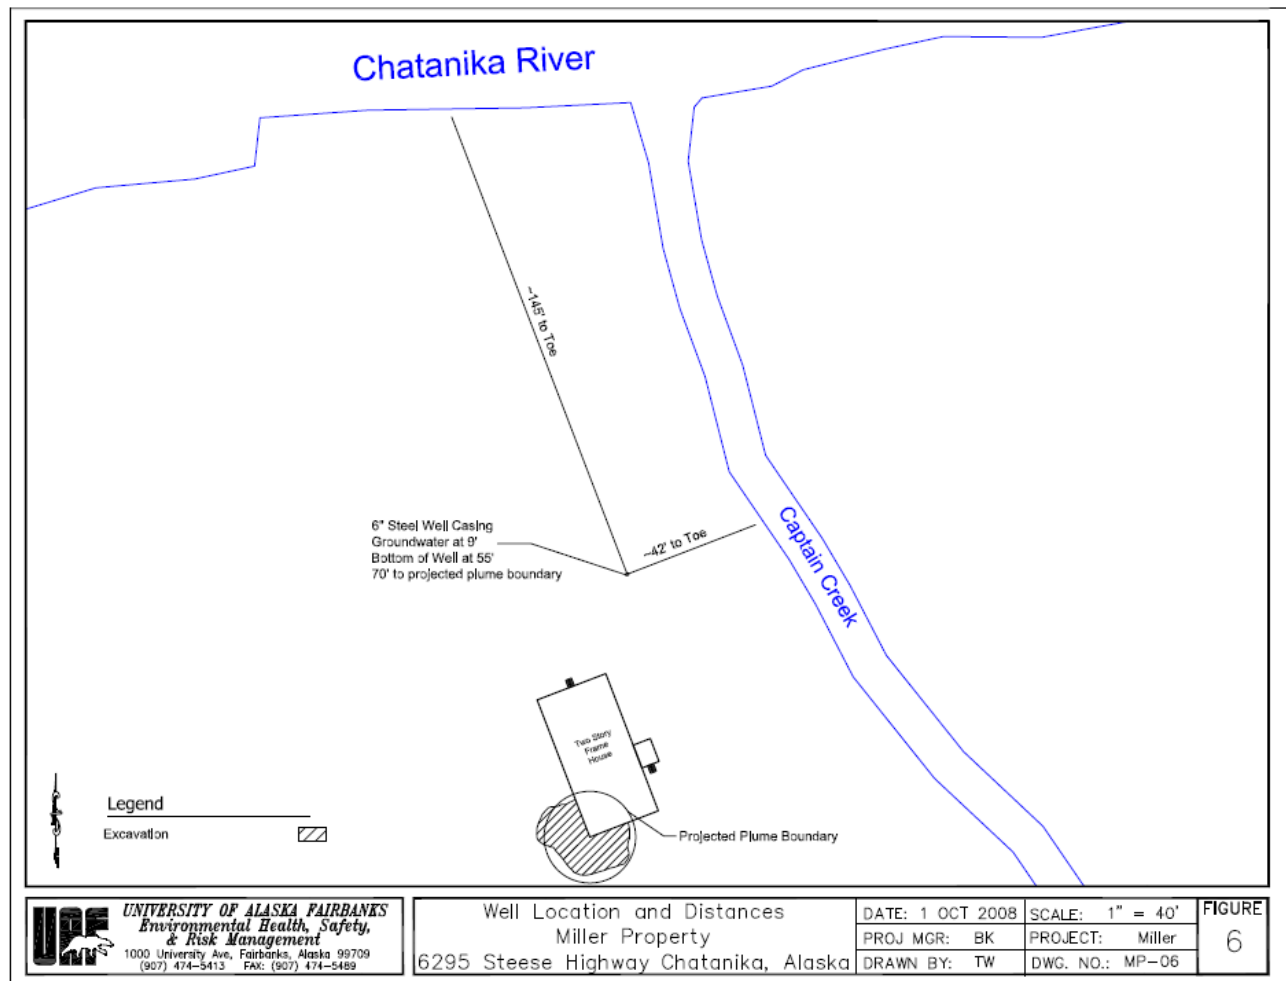 Chatanika River
~145' to Toe
6" Steel Well Casing
Groundwater at 9'
Bottom of Well at 55'
70' to projected plume boundary
~42' to Toe
Captain Creek
Two Story
Frame
House
Legend
Excavation
Projected Plume Boundary
UAF
UNIVERSITY OF ALASKA FAIRBANKS
Environmental Health, Safety,
& Risk Management
1000 University Ave, Fairbanks, Alaska 99709
(907) 474-5413 FAX: (907) 474-5489
Well Location and Distances
Miller Property
6295 Steese Highway Chatanika, Alaska
DATE: 1 OCT 2008
SCALE: 1" = 40'
PROJ MGR: BK
PROJECT: Miller
DRAWN BY: TW
DWG. NO.: MP-06
FIGURE
6